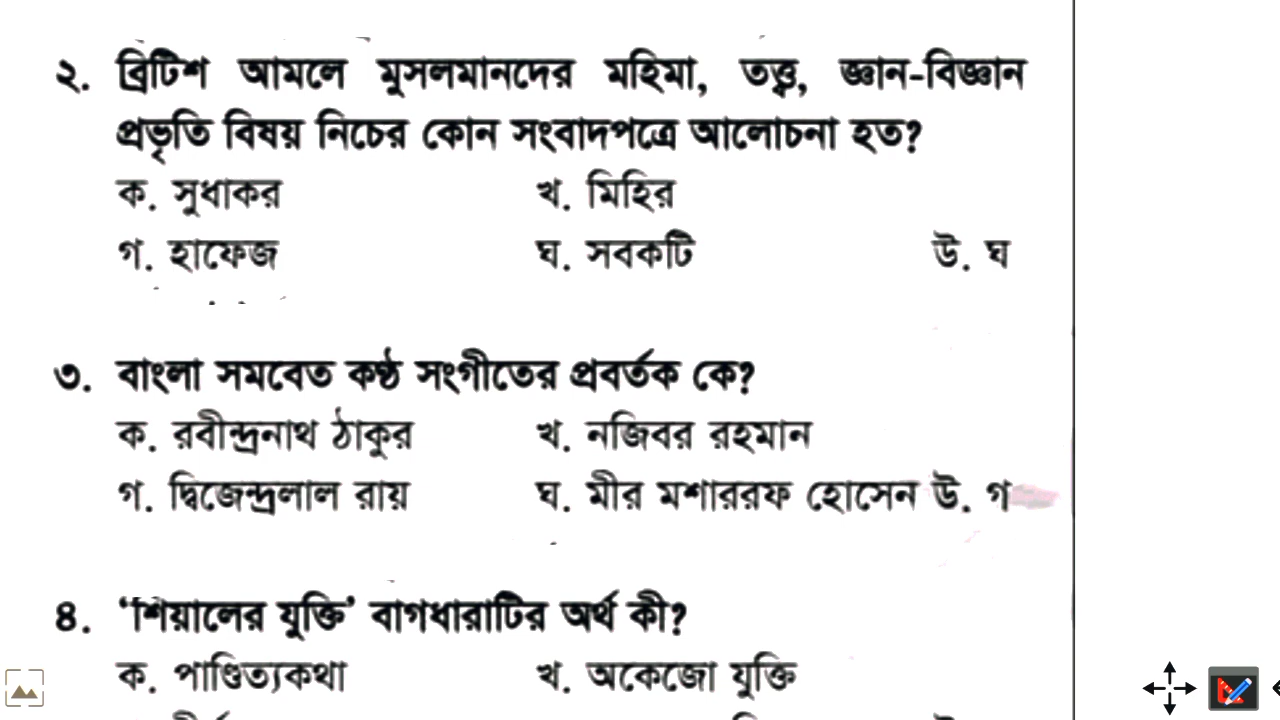 ২. ব্রিটিশ আমলে মুসলমানদের মহিমা, তত্ত্ব, জ্ঞান-বিজ্ঞান
প্রভৃতি বিষয় নিচের কোন সংবাদপত্রে আলোচনা হত?
ক. সুধাকর খ. মিহির
গ. হাফেজ ঘ. সবকটি উ. ঘ
৩. বাংলা সমবেত কণ্ঠ সংগীতের প্রবর্তক কে?
ক. রবীন্দ্রনাথ ঠাকুর খ. নজিবর রহমান
গ. দ্বিজেন্দ্রলাল রায় ঘ. মীর মশাররফ হোসেন উ. গ
৪. ‘শিয়ালের যুক্তি’ বাগধারাটির অর্থ কী?
ক. পাণ্ডিত্যকথা খ. অকেজো যুক্তি